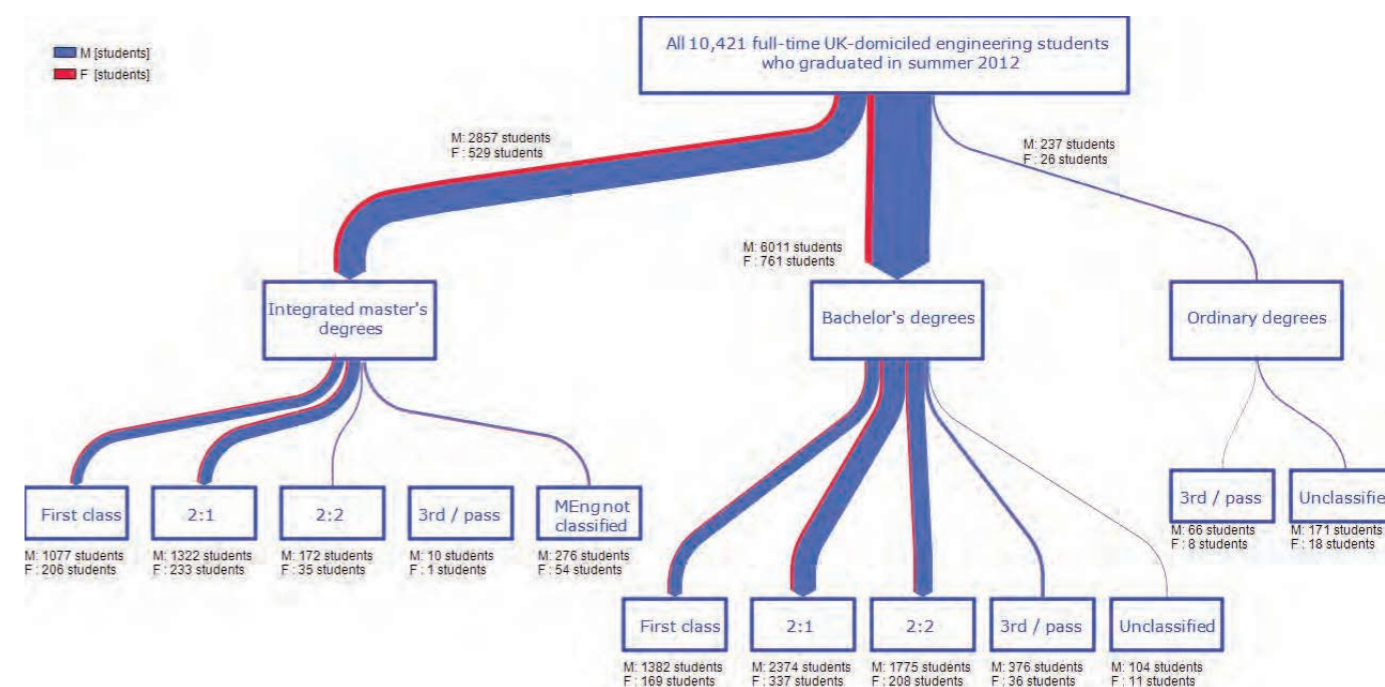 M [students]
F [students]
All 10,421 full-time UK-domiciled engineering students
who graduated in summer 2012
M: 2857 students
F : 529 students
M: 6011 students
F : 761 students
M: 237 students
F : 26 students
Integrated master's
degrees
Bachelor's degrees
Ordinary degrees
First class
M: 1077 students
F : 206 students
2:1
M: 1322 students
F : 233 students
2:2
M: 172 students
F : 35 students
3rd / pass
M: 10 students
F : 1 students
MEng not
classified
M: 276 students
F : 54 students
First class
M: 1382 students
F : 169 students
2:1
M: 2374 students
F : 337 students
2:2
M: 1775 students
F : 208 students
3rd / pass
M: 376 students
F : 36 students
Unclassified
M: 104 students
F : 11 students
3rd / pass
M: 66 students
F : 8 students
Unclassified
M: 171 students
F : 18 students